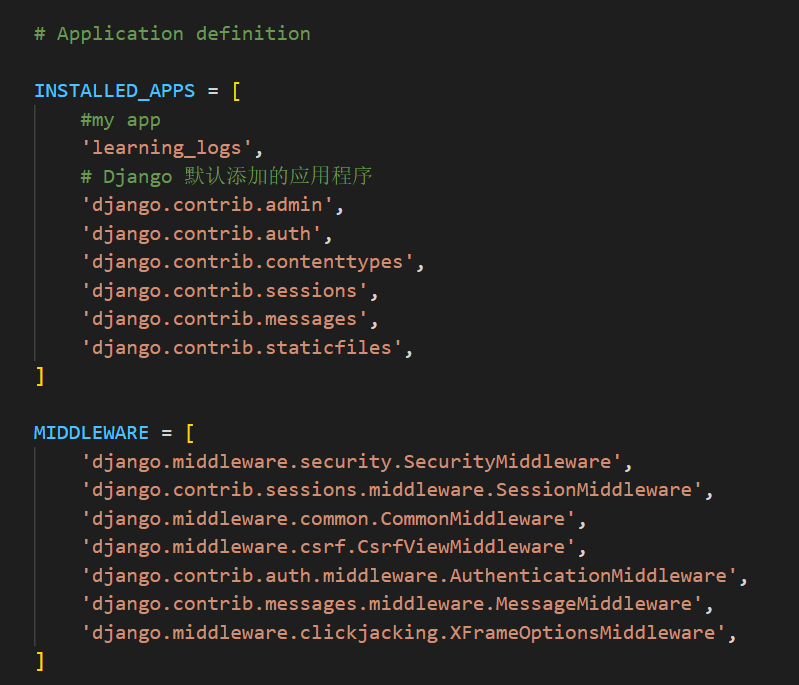 # Application definition
INSTALLED_APPS = [
#my app
'learning_logs',
# Django 默认添加的应用程序
'django.contrib.admin',
'django.contrib.auth',
'django.contrib.contenttypes',
'django.contrib.sessions',
'django.contrib.messages',
'django.contrib.staticfiles',
]
MIDDLEWARE = [
'django.middleware.security.SecurityMiddleware',
'django.contrib.sessions.middleware.SessionMiddleware',
'django.middleware.common.CommonMiddleware',
'django.middleware.csrf.CsrfViewMiddleware',
'django.contrib.auth.middleware.AuthenticationMiddleware',
'django.contrib.messages.middleware.MessageMiddleware',
'django.middleware.clickjacking.XFrameOptionsMiddleware',
]